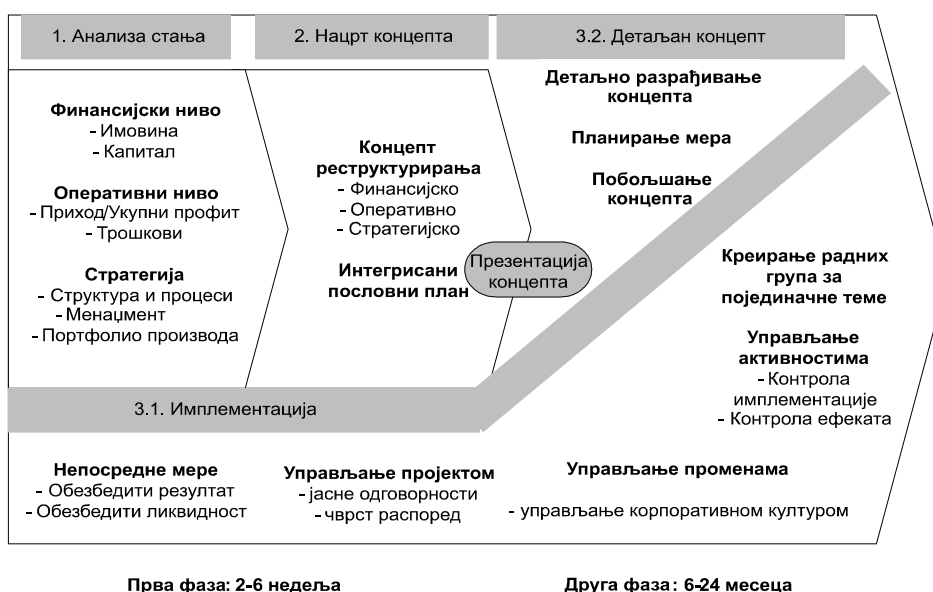 1. Анализа стања
2. Нацрт концепта
3.2. Детаљан концепт
Финансијски ниво
- Имовина
- Капитал
Оперативни ниво
- Приход/Укупни профит
- Трошкови
Стратегија
- Структура и процеси
- Менаџмент
- Портфолио производа
Концепт
реструктурирања
- Финансијско
- Оперативно
- Стратегијско
Интегрисани
пословни план
Презентација
концепта
Детаљно разрађивање
концепта
Планирање мера
Побољшање
концепта
Креирање радних
група за
појединачне теме
Управљање
активностима
- Контрола
имплементације
- Контрола ефеката
3.1. Имплементација
Непосредне мере
- Обезбедити резултат
- Обезбедити ликвидност
Управљање пројектом
- јасне одговорности
- чврст распоред
Управљање променама
- управљање корпоративном културом
Прва фаза: 2-6 недеља
Друга фаза: 6-24 месеца